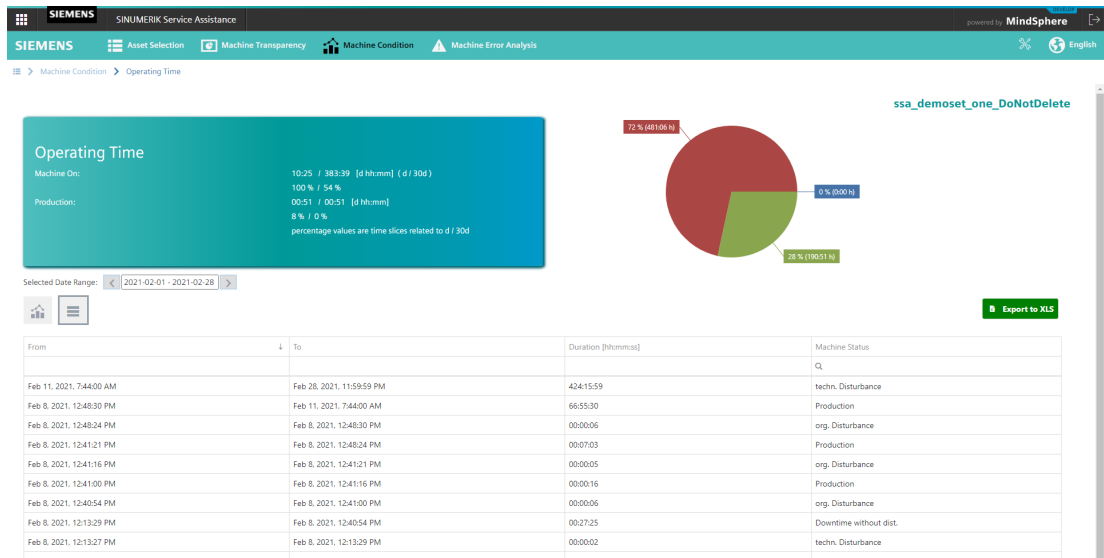 SIEMENS
SINUMERIK Service Assistance
DEVELOP
powered by MindSphere
SIEMENS
Asset Selection
Machine Transparency
Machine Condition
Machine Error Analysis
English
Machine Condition
Operating Time
ssa_demoset_one_DoNotDelete
Operating Time
Machine On:
10:25 / 383:39 [d hh:mm] ( d / 30d )
100 % / 54 %
Production:
00:51 / 00:51 [d hh:mm]
8 % / 0 %
percentage values are time slices related to d / 30d
72 % (481:06 h)
0 % (0:00 h)
28 % (190:51 h)
Selected Date Range:
2021-02-01 - 2021-02-28
Export to XLS
From To Duration [hh:mm:ss] Machine Status
Feb 11, 2021, 7:44:00 AM Feb 28, 2021, 11:59:59 PM 424:15:59 techn. Disturbance
Feb 8, 2021, 12:48:30 PM Feb 11, 2021, 7:44:00 AM 66:55:30 Production
Feb 8, 2021, 12:48:24 PM Feb 8, 2021, 12:48:30 PM 00:00:06 org. Disturbance
Feb 8, 2021, 12:41:21 PM Feb 8, 2021, 12:48:24 PM 00:07:03 Production
Feb 8, 2021, 12:41:16 PM Feb 8, 2021, 12:41:21 PM 00:00:05 org. Disturbance
Feb 8, 2021, 12:41:00 PM Feb 8, 2021, 12:41:16 PM 00:00:16 Production
Feb 8, 2021, 12:40:54 PM Feb 8, 2021, 12:41:00 PM 00:00:06 org. Disturbance
Feb 8, 2021, 12:13:29 PM Feb 8, 2021, 12:40:54 PM 00:27:25 Downtime without dist.
Feb 8, 2021, 12:13:27 PM Feb 8, 2021, 12:13:29 PM 00:00:02 techn. Disturbance